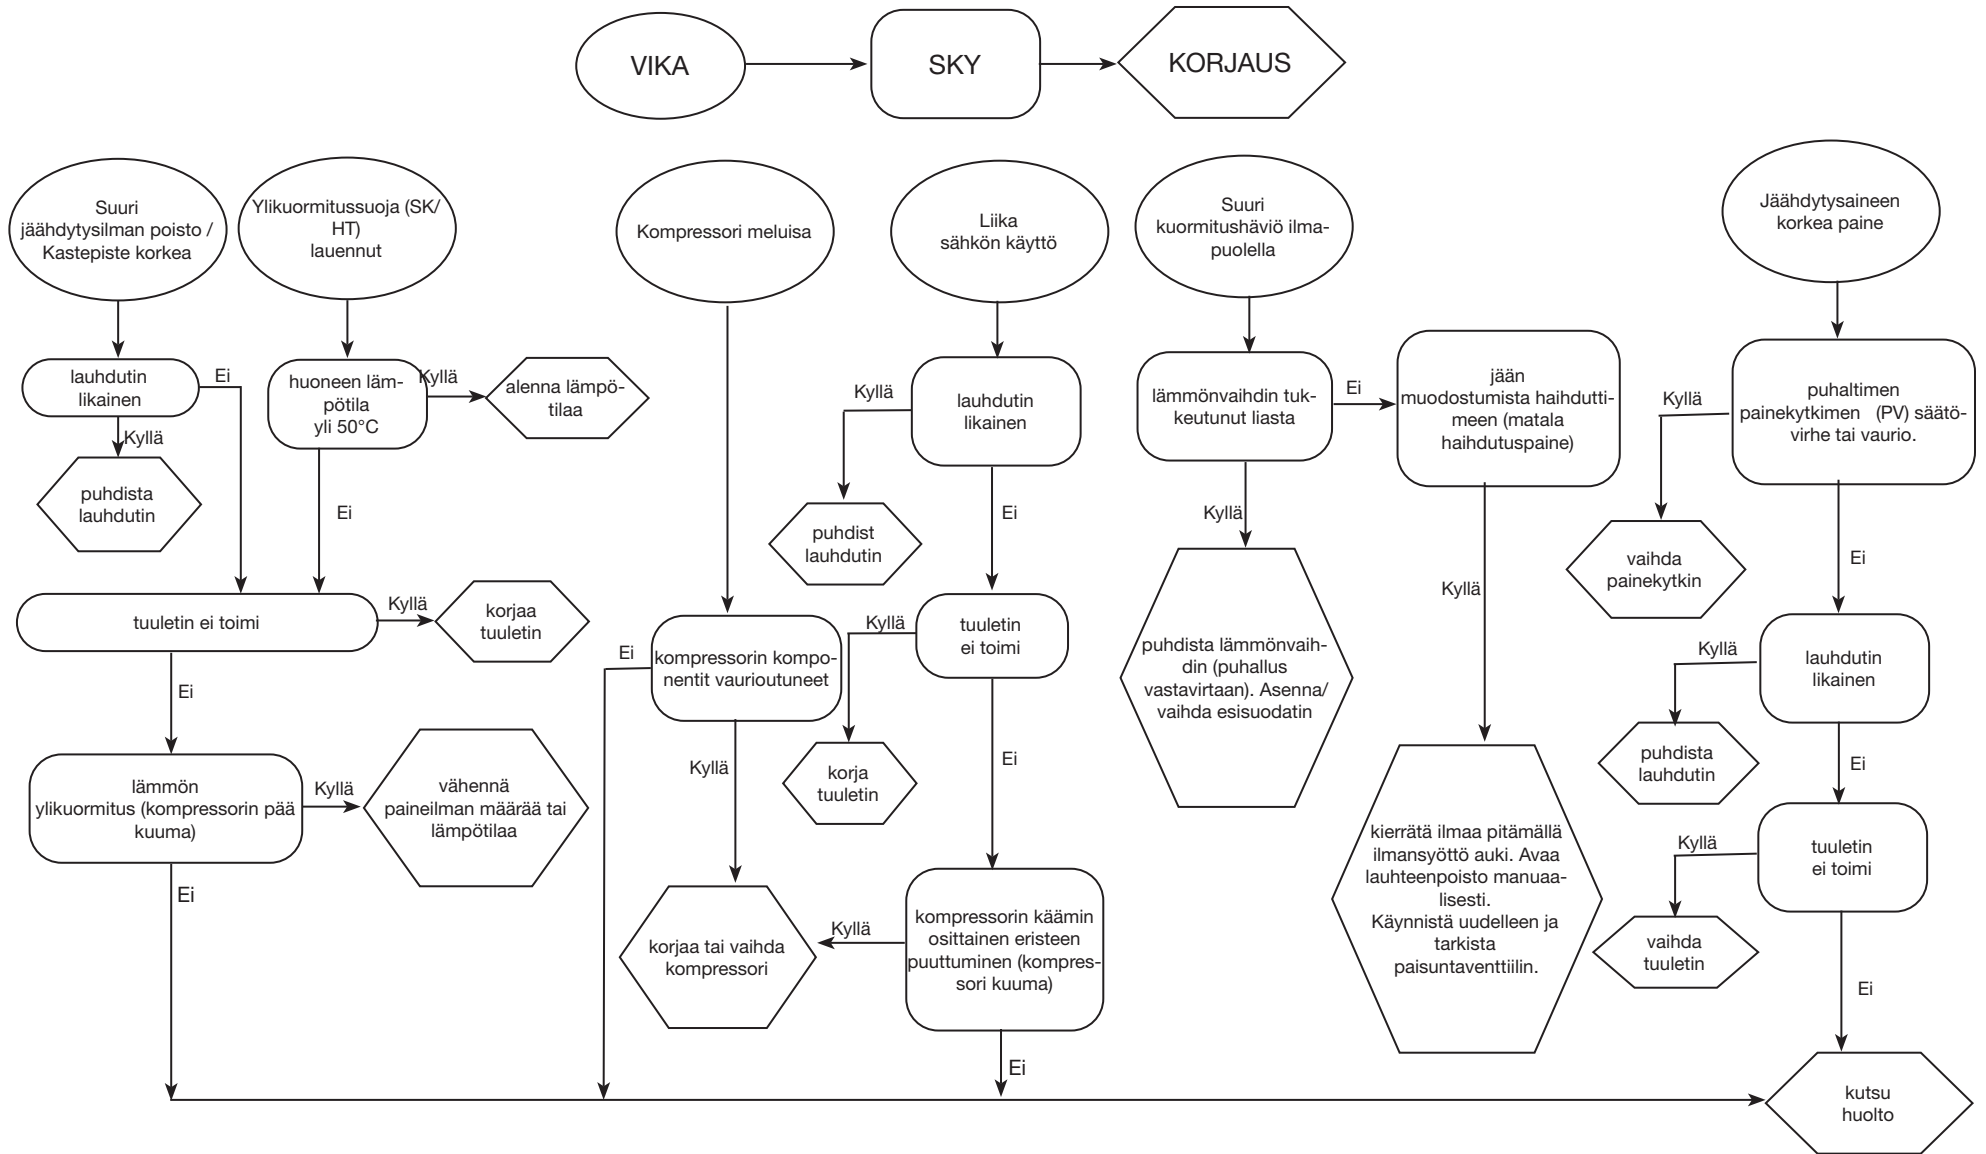 VIKA
SKY
KORJAUS
Suuri
jäähdytysilman poisto /
Kastepiste korkea
Ylikuormitussuoja (SK/
HT)
lauennut
Kompressori meluisa
Liika
sähkön käyttö
Suuri
kuormitushäviö ilma-
puolella
Jäähdytysaineen
korkea paine
lauhdutin
likainen
Ei
Kyllä
puhdista
lauhdutin
huoneen läm-
pötila
yli 50°C
Kyllä
alenna lämpö-
tilaa
Ei
tuuletin ei toimi
Kyllä
korjaa
tuuletin
Ei
lämmön
ylikuormitus (kompressorin pää
kuuma)
Kyllä
vähennä
paineilman määrää tai
lämpötilaa
Ei
kompressorin kompo-
nentit vaurioutuneet
Ei
Kyllä
korjaa tai vaihda
kompressori
lauhdutin
likainen
Kyllä
puhdist
lauhdutin
Ei
tuuletin
ei toimi
Kyllä
korja
tuuletin
Ei
kompressorin käämin
osittainen eristeen
puuttuminen (kompres-
sori kuuma)
Kyllä
Ei
lämmönvaihdin tuk-
keutunut liasta
Ei
Kyllä
puhdista lämmönvaih-
din (puhallus
vastavirtaan). Asenna/
vaihda esisuodatin
jään
muodostumista haihdutti-
meen (matala
haihdutuspaine)
Kyllä
kierrätä ilmaa pitämällä
ilmansyöttö auki. Avaa
lauhteenpoisto manuaa-
lisesti.
Käynnistä uudelleen ja
tarkista
paisuntaventtiilin.
puhaltimen
painekytkimen (PV) säätö-
virhe tai vaurio.
Kyllä
vaihda
painekytkin
Ei
lauhdutin
likainen
Kyllä
puhdista
lauhdutin
Ei
tuuletin
ei toimi
Kyllä
vaihda
tuuletin
Ei
kutsu
huolto